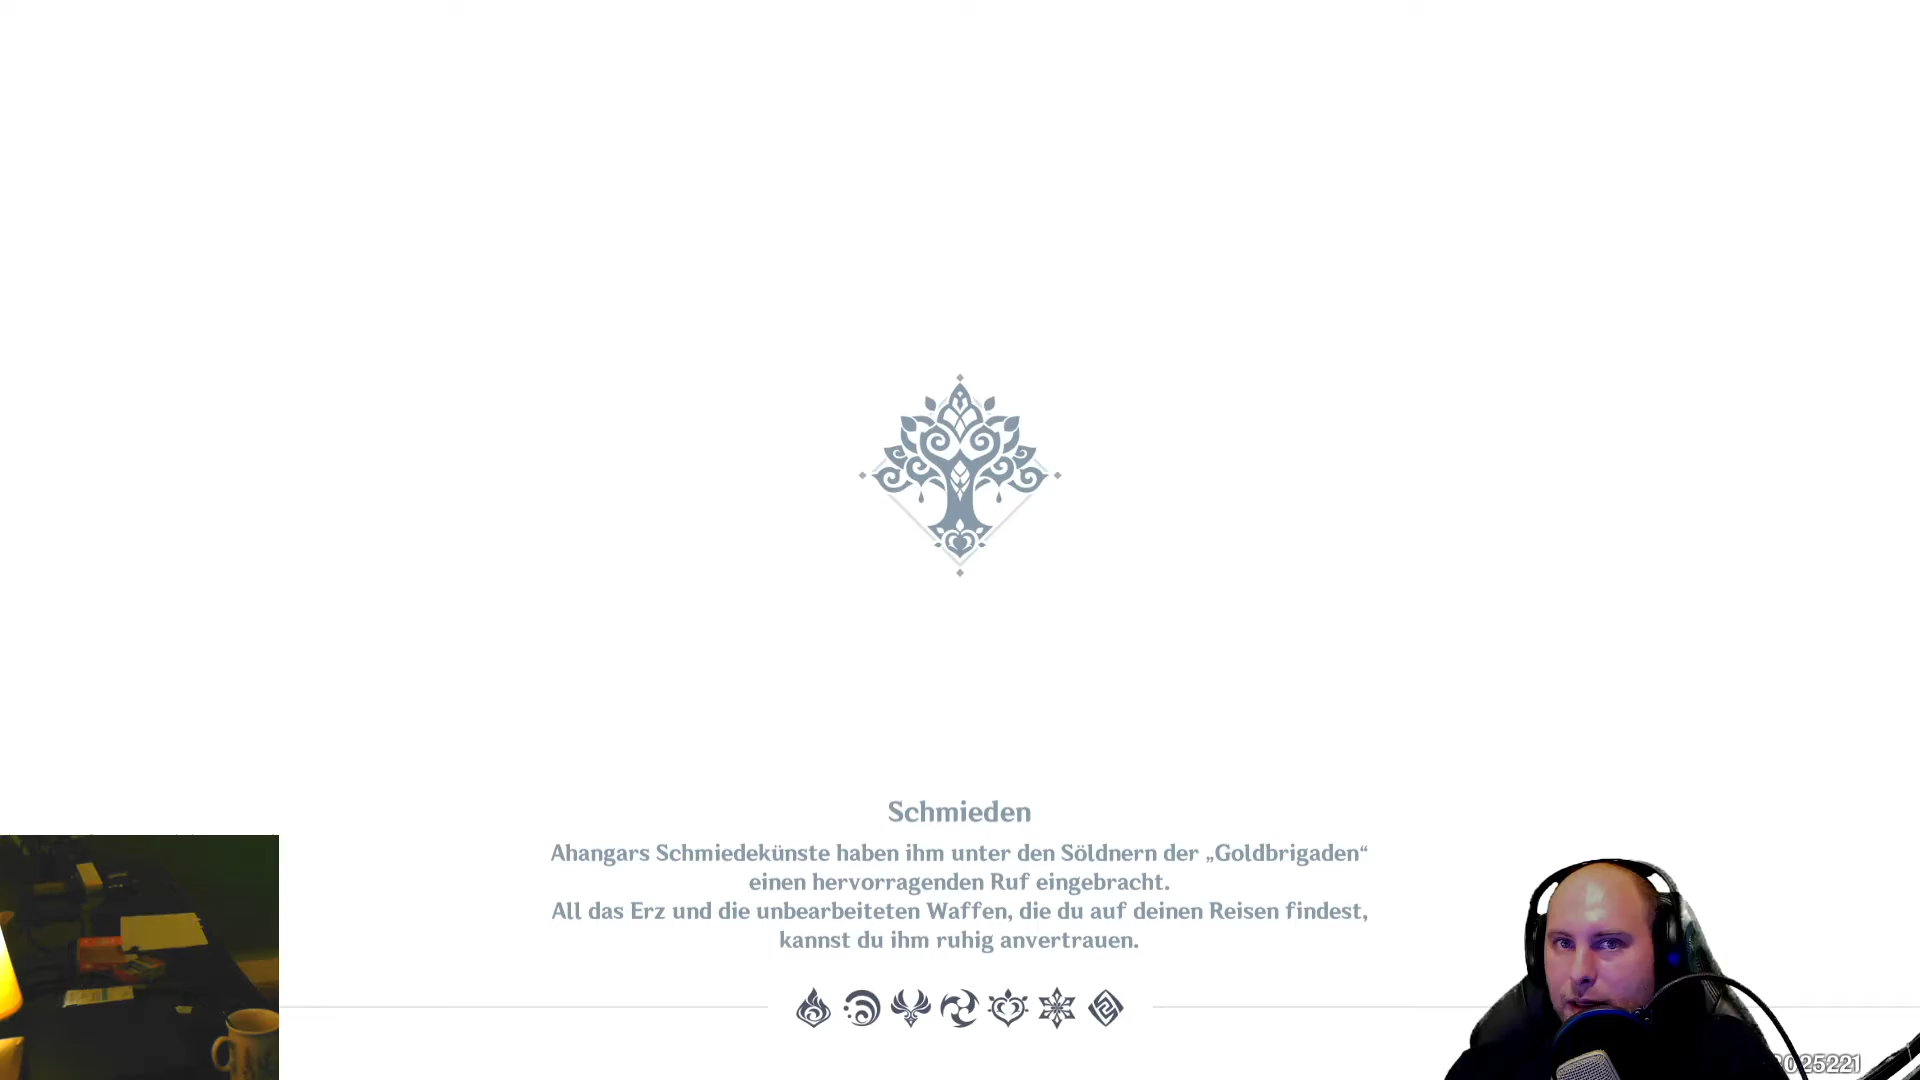 Schmieden
Ahangars Schmiedekünste haben ihm unter den Söldnern der „Goldbrigaden“
einen hervorragenden Ruf eingebracht.
All das Erz und die unbearbeiteten Waffen, die du auf deinen Reisen findest,
kannst du ihm ruhig anvertrauen.
025221